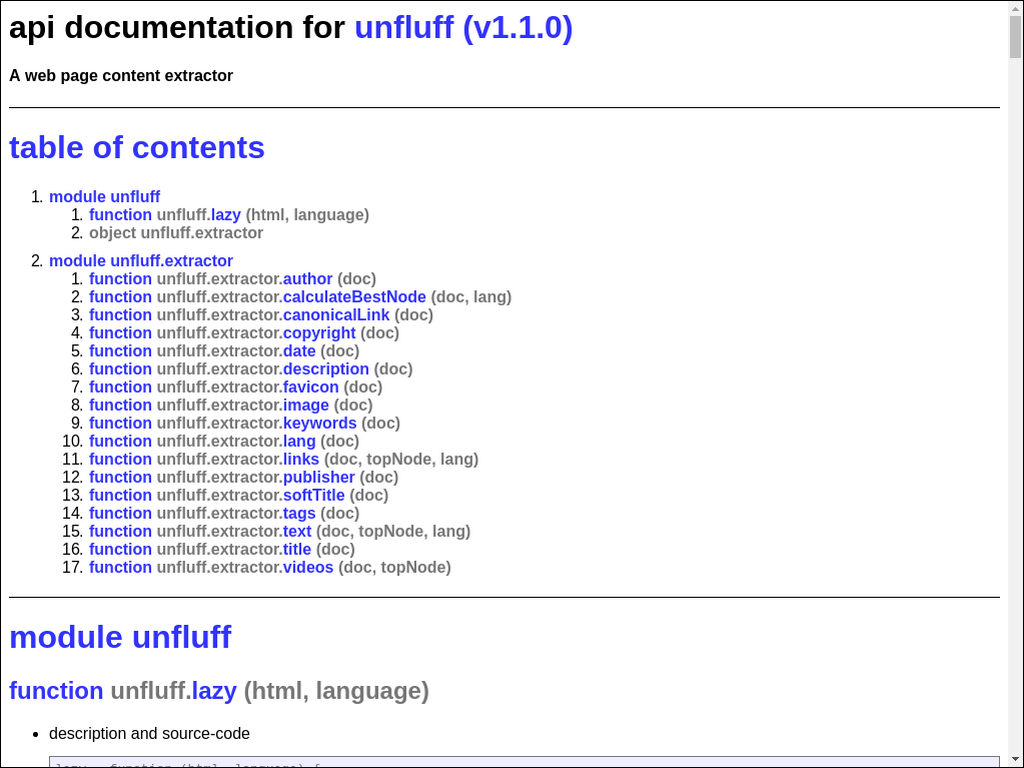 api documentation for unfluff (v1.1.0)
A web page content extractor
table of contents
1. module unfluff
1. function unfluff.lazy (html, language)
2. object unfluff.extractor
2. module unfluff.extractor
1. function unfluff.extractor.author (doc)
2. function unfluff.extractor.calculateBestNode (doc, lang)
3. function unfluff.extractor.canonicalLink (doc)
4. function unfluff.extractor.copyright (doc)
5. function unfluff.extractor.date (doc)
6. function unfluff.extractor.description (doc)
7. function unfluff.extractor.favicon (doc)
8. function unfluff.extractor.image (doc)
9. function unfluff.extractor.keywords (doc)
10. function unfluff.extractor.lang (doc)
11. function unfluff.extractor.links (doc, topNode, lang)
12. function unfluff.extractor.publisher (doc)
13. function unfluff.extractor.softTitle (doc)
14. function unfluff.extractor.tags (doc)
15. function unfluff.extractor.text (doc, topNode, lang)
16. function unfluff.extractor.title (doc)
17. function unfluff.extractor.videos (doc, topNode)
module unfluff
function unfluff.lazy (html, language)
• description and source-code
lazy = function (html, language) {